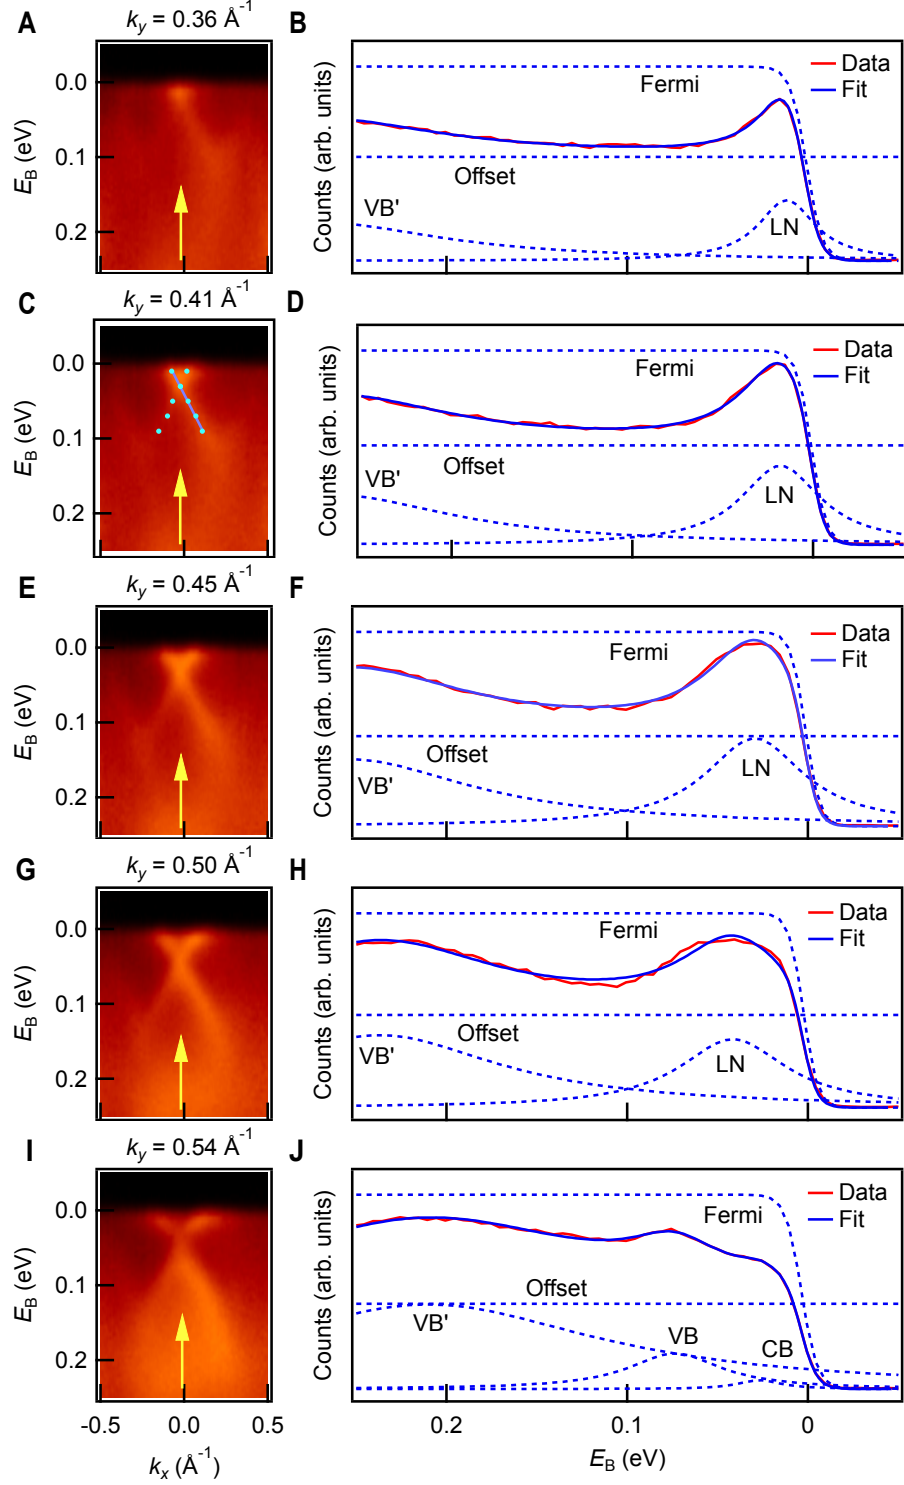 A
k_y = 0.36 Å⁻¹
0.0
0.1
0.2
E_B (eV)
B
Counts (arb. units)
Fermi
Data
Fit
Offset
VB'
LN
C
k_y = 0.41 Å⁻¹
0.0
0.1
0.2
E_B (eV)
D
Counts (arb. units)
Fermi
Data
Fit
Offset
VB'
LN
E
k_y = 0.45 Å⁻¹
0.0
0.1
0.2
E_B (eV)
F
Counts (arb. units)
Fermi
Data
Fit
Offset
VB'
LN
G
k_y = 0.50 Å⁻¹
0.0
0.1
0.2
E_B (eV)
H
Counts (arb. units)
Fermi
Data
Fit
Offset
VB'
LN
I
k_y = 0.54 Å⁻¹
0.0
0.1
0.2
E_B (eV)
-0.5 0.0 0.5
k_x (Å⁻¹)
J
Counts (arb. units)
Fermi
Data
Fit
Offset
VB'
VB
CB
0.2 0.1 0
E_B (eV)